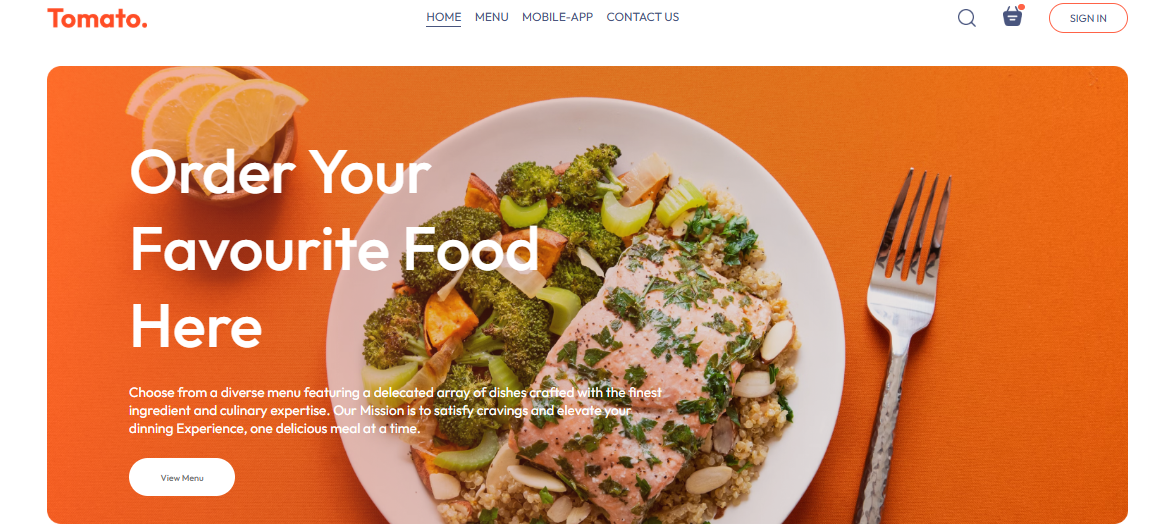 Tomato.
HOME MENU MOBILE-APP CONTACT US
SIGN IN
Order Your
Favourite Food
Here
Choose from a diverse menu featuring a delecated array of dishes crafted with the finest
ingredient and culinary expertise. Our Mission is to satisfy cravings and elevate your
dinning Experience, one delicious meal at a time.
View Menu